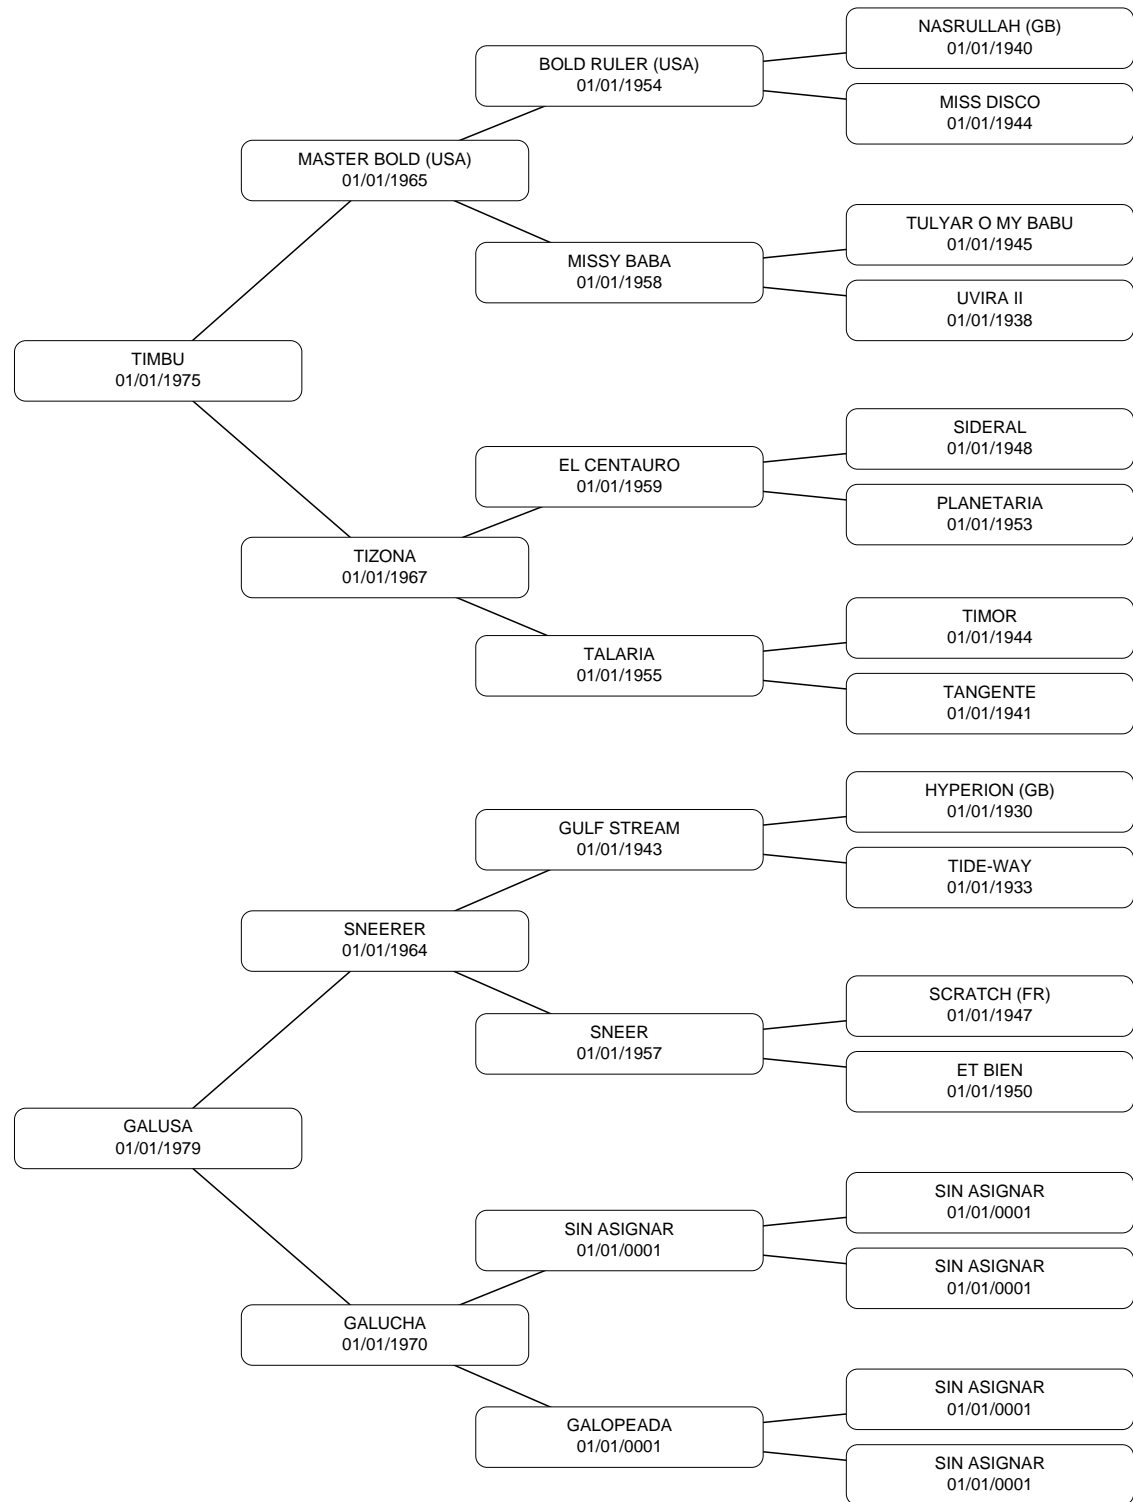 NASRULLAH (GB)
01/01/1940
BOLD RULER (USA)
01/01/1954
MISS DISCO
01/01/1944
MASTER BOLD (USA)
01/01/1965
TULYAR O MY BABU
01/01/1945
MISSY BABA
01/01/1958
UVIRA II
01/01/1938
TIMBU
01/01/1975
SIDERAL
01/01/1948
EL CENTAURO
01/01/1959
PLANETARIA
01/01/1953
TIZONA
01/01/1967
TIMOR
01/01/1944
TALARIA
01/01/1955
TANGENTE
01/01/1941
HYPERION (GB)
01/01/1930
GULF STREAM
01/01/1943
TIDE-WAY
01/01/1933
SNEERER
01/01/1964
SCRATCH (FR)
01/01/1947
SNEER
01/01/1957
ET BIEN
01/01/1950
GALUSA
01/01/1979
SIN ASIGNAR
01/01/0001
SIN ASIGNAR
01/01/0001
SIN ASIGNAR
01/01/0001
GALUCHA
01/01/1970
SIN ASIGNAR
01/01/0001
GALOPEADA
01/01/0001
SIN ASIGNAR
01/01/0001